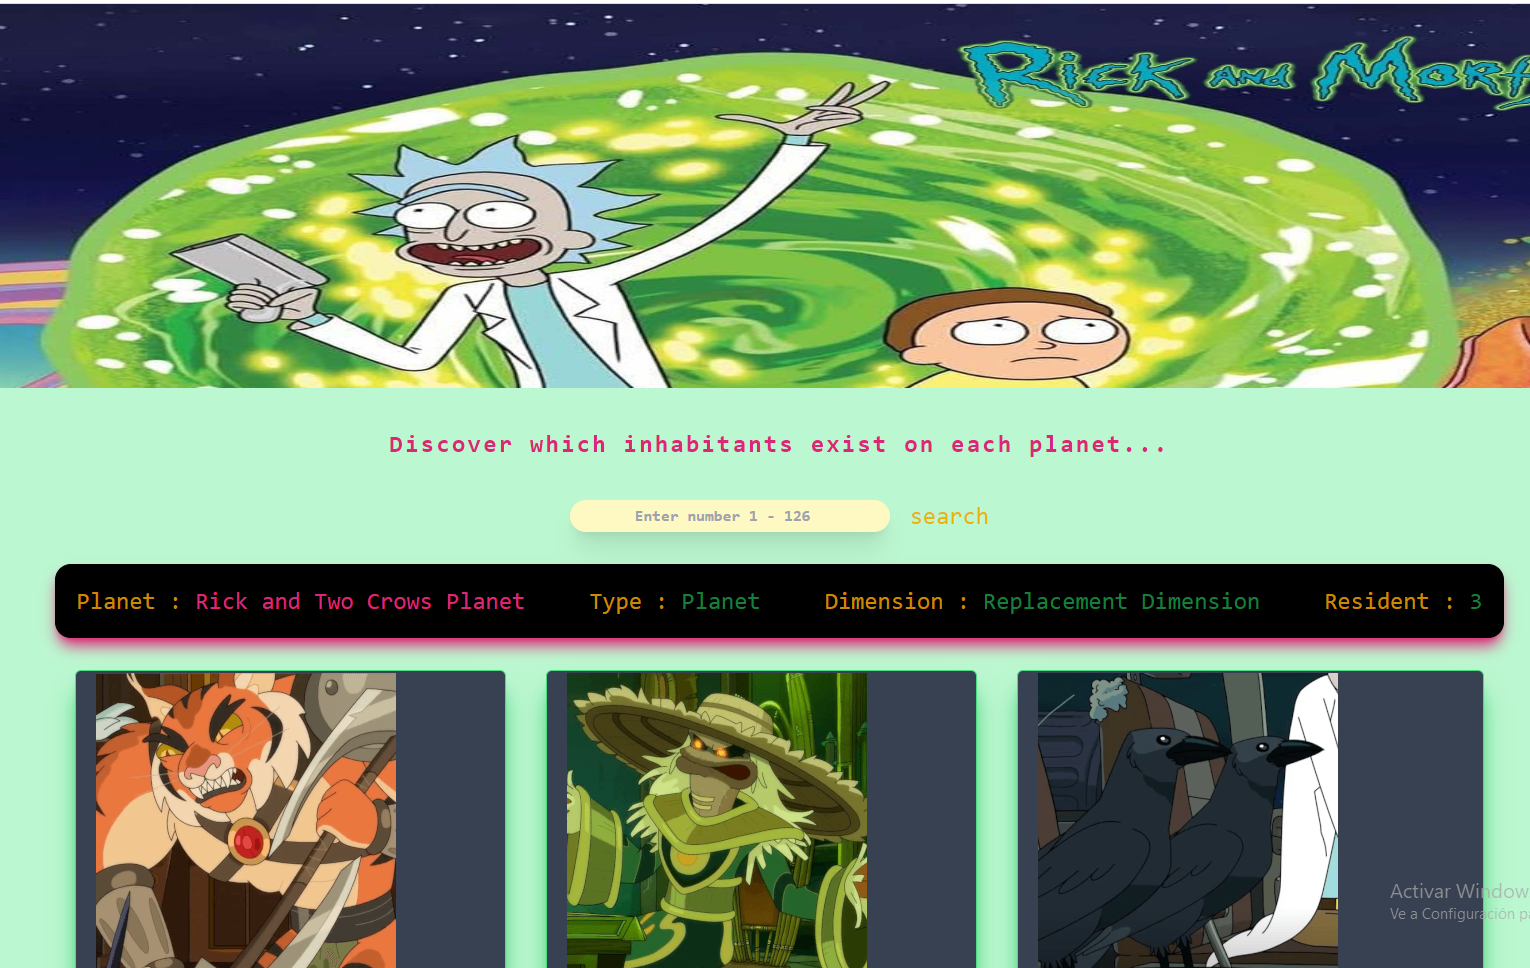 Rick and Morty
Discover which inhabitants exist on each planet...
Enter number 1 - 126 search
Planet : Rick and Two Crows Planet Type : Planet Dimension : Replacement Dimension Resident : 3
Activar Window
Ve a Configuración pa